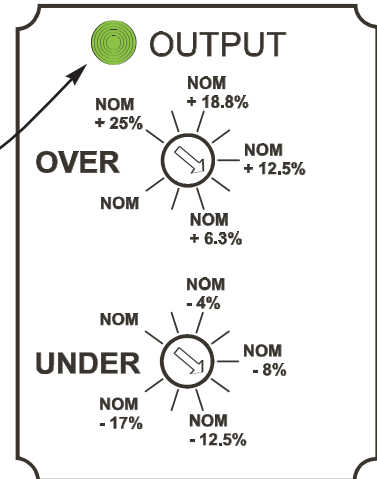 OUTPUT
NOM
+ 18.8%
NOM
+ 25%
OVER
NOM
+ 12.5%
NOM
NOM
+ 6.3%
NOM
- 4%
NOM
UNDER
NOM
- 8%
NOM
- 17%
NOM
- 12.5%